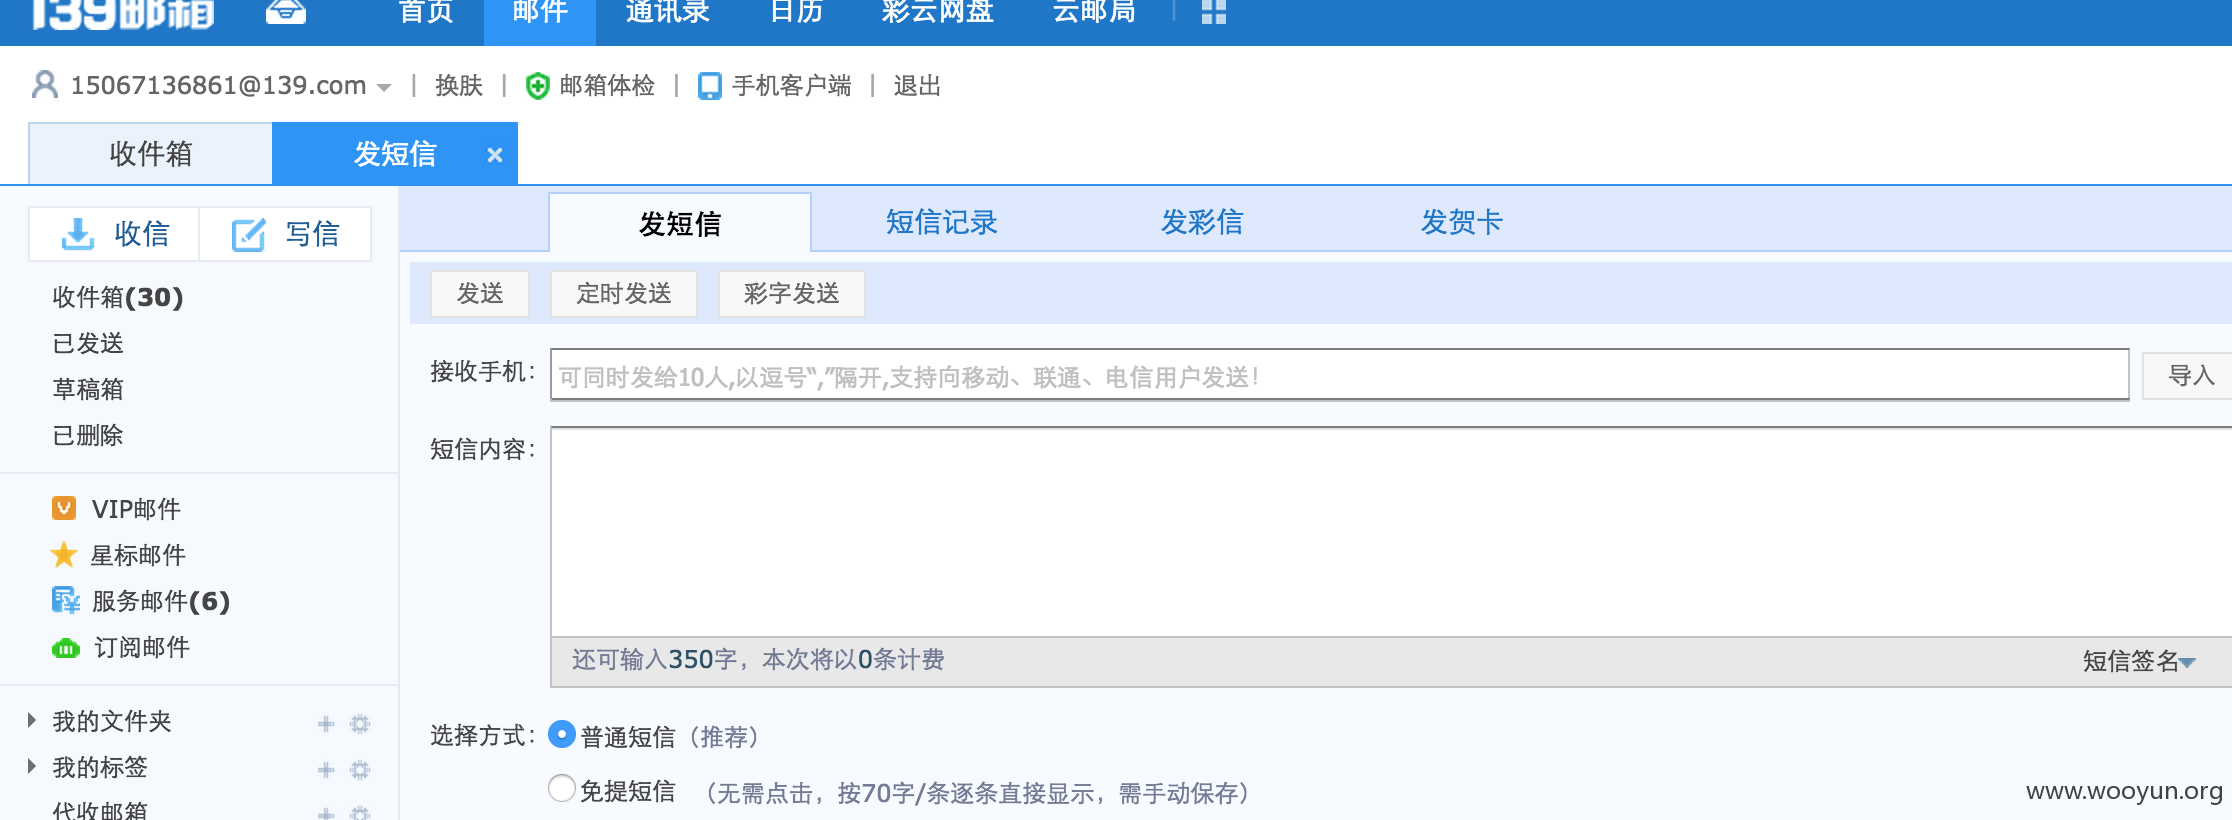 139邮箱 首页 邮件 通讯录 日历 彩云网盘 云邮局
15067136861@139.com | 换肤 | 邮箱体检 | 手机客户端 | 退出
收件箱 发短信 ×
收信 写信
收件箱(30)
已发送
草稿箱
已删除
VIP邮件
星标邮件
服务邮件(6)
订阅邮件
我的文件夹
我的标签
代收邮箱
发短信 短信记录 发彩信 发贺卡
发送 定时发送 彩字发送
接收手机: 可同时发给10人,以逗号“,”隔开,支持向移动、联通、电信用户发送! 导入
短信内容:
还可输入350字，本次将以0条计费 短信签名
选择方式: 普通短信（推荐）
免提短信 （无需点击，按70字/条逐条直接显示，需手动保存）
www.wooyun.org